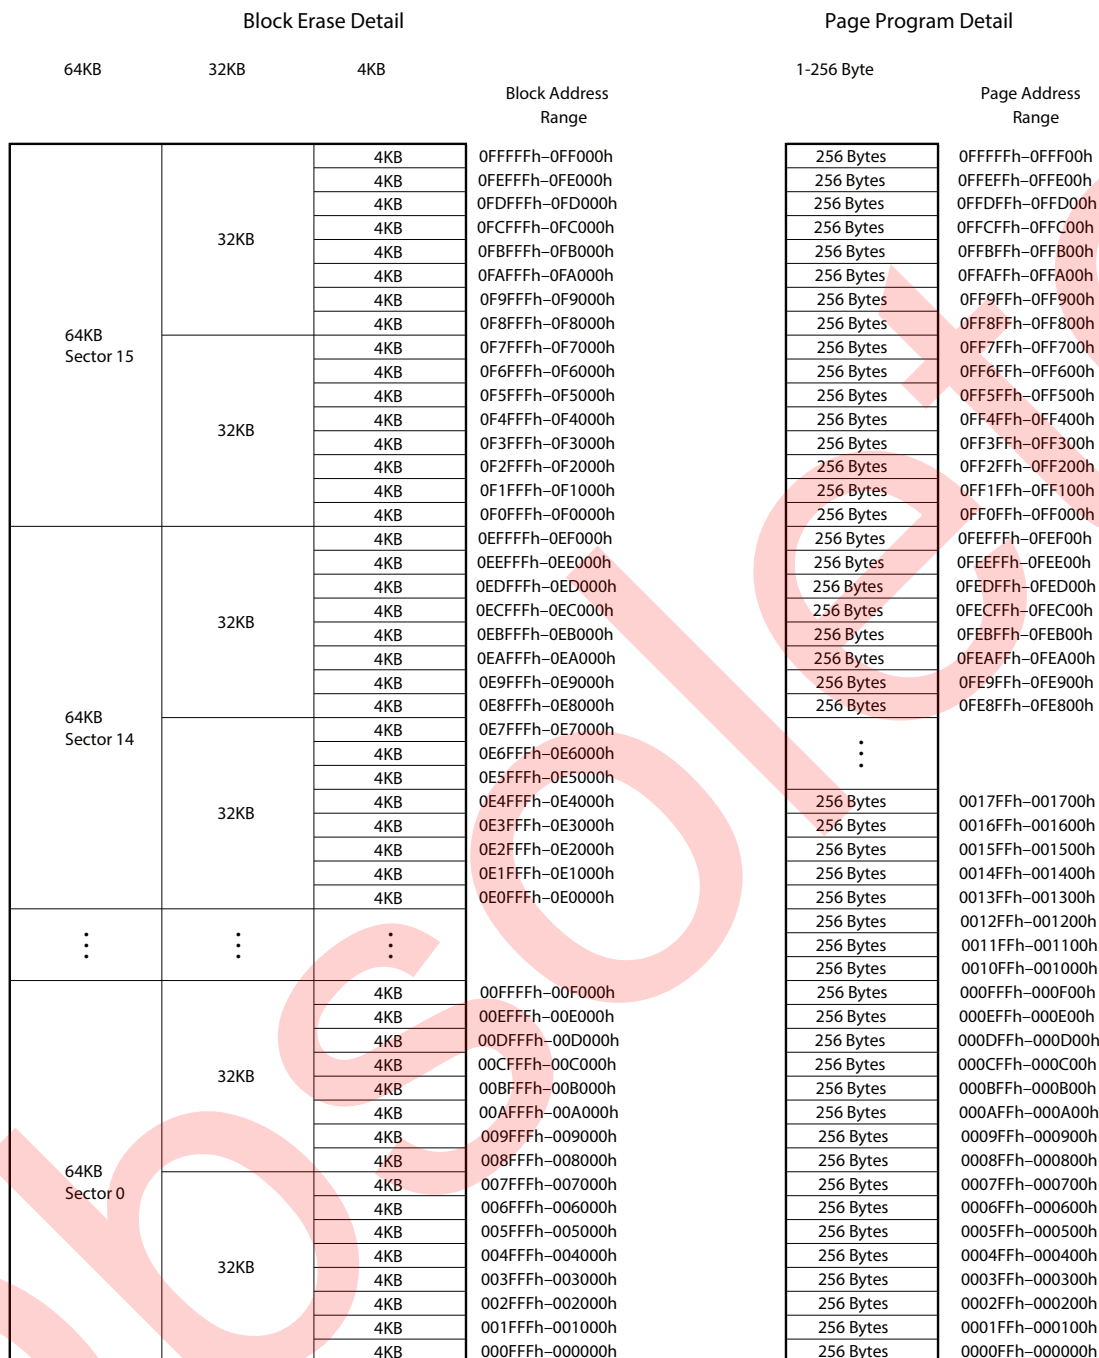 Block Erase Detail Page Program Detail
64KB 32KB 4KB 1-256 Byte
Block Address Page Address
Range Range
4KB 0FFFFFh–0FF000h 256 Bytes 0FFFFFh–0FFF00h
4KB 0FEFFFh–0FE000h 256 Bytes 0FFEFFh–0FFE00h
4KB 0FDFFFh–0FD000h 256 Bytes 0FFDFFh–0FFD00h
4KB 0FCFFFh–0FC000h 256 Bytes 0FFCFFh–0FFC00h
32KB
4KB 0FBFFFh–0FB000h 256 Bytes 0FFBFFh–0FFB00h
4KB 0FAFFFh–0FA000h 256 Bytes 0FFAFFh–0FFA00h
4KB 0F9FFFh–0F9000h 256 Bytes 0FF9FFh–0FF900h
4KB 0F8FFFh–0F8000h 256 Bytes 0FF8FFh–0FF800h
64KB
4KB 0F7FFFh–0F7000h 256 Bytes 0FF7FFh–0FF700h
Sector 15
4KB 0F6FFFh–0F6000h 256 Bytes 0FF6FFh–0FF600h
4KB 0F5FFFh–0F5000h 256 Bytes 0FF5FFh–0FF500h
4KB 0F4FFFh–0F4000h 256 Bytes 0FF4FFh–0FF400h
32KB
4KB 0F3FFFh–0F3000h 256 Bytes 0FF3FFh–0FF300h
4KB 0F2FFFh–0F2000h 256 Bytes 0FF2FFh–0FF200h
4KB 0F1FFFh–0F1000h 256 Bytes 0FF1FFh–0FF100h
4KB 0F0FFFh–0F0000h 256 Bytes 0FF0FFh–0FF000h
4KB 0EFFFFh–0EF000h 256 Bytes 0FEFFFh–0FEF00h
4KB 0EEFFFh–0EE000h 256 Bytes 0FEEFFh–0FEE00h
4KB 0EDFFFh–0ED000h 256 Bytes 0FEDFFh–0FED00h
4KB 0ECFFFh–0EC000h 256 Bytes 0FECFFh–0FEC00h
32KB
4KB 0EBFFFh–0EB000h 256 Bytes 0FEBFFh–0FEB00h
4KB 0EAFFFh–0EA000h 256 Bytes 0FEAFFh–0FEA00h
4KB 0E9FFFh–0E9000h 256 Bytes 0FE9FFh–0FE900h
4KB 0E8FFFh–0E8000h 256 Bytes 0FE8FFh–0FE800h
64KB
4KB 0E7FFFh–0E7000h
Sector 14
4KB 0E6FFFh–0E6000h
4KB 0E5FFFh–0E5000h
4KB 0E4FFFh–0E4000h 256 Bytes 0017FFh–001700h
32KB
4KB 0E3FFFh–0E3000h 256 Bytes 0016FFh–001600h
4KB 0E2FFFh–0E2000h 256 Bytes 0015FFh–001500h
4KB 0E1FFFh–0E1000h 256 Bytes 0014FFh–001400h
4KB 0E0FFFh–0E0000h 256 Bytes 0013FFh–001300h
256 Bytes 0012FFh–001200h
256 Bytes 0011FFh–001100h
256 Bytes 0010FFh–001000h
4KB 00FFFFh–00F000h 256 Bytes 000FFFh–000F00h
4KB 00EFFFh–00E000h 256 Bytes 000EFFh–000E00h
4KB 00DFFFh–00D000h 256 Bytes 000DFFh–000D00h
4KB 00CFFFh–00C000h 256 Bytes 000CFFh–000C00h
32KB
4KB 00BFFFh–00B000h 256 Bytes 000BFFh–000B00h
4KB 00AFFFh–00A000h 256 Bytes 000AFFh–000A00h
4KB 009FFFh–009000h 256 Bytes 0009FFh–000900h
4KB 008FFFh–008000h 256 Bytes 0008FFh–000800h
64KB
4KB 007FFFh–007000h 256 Bytes 0007FFh–000700h
Sector 0
4KB 006FFFh–006000h 256 Bytes 0006FFh–000600h
4KB 005FFFh–005000h 256 Bytes 0005FFh–000500h
4KB 004FFFh–004000h 256 Bytes 0004FFh–000400h
32KB
4KB 003FFFh–003000h 256 Bytes 0003FFh–000300h
4KB 002FFFh–002000h 256 Bytes 0002FFh–000200h
4KB 001FFFh–001000h 256 Bytes 0001FFh–000100h
4KB 000FFFh–000000h 256 Bytes 0000FFh–000000h